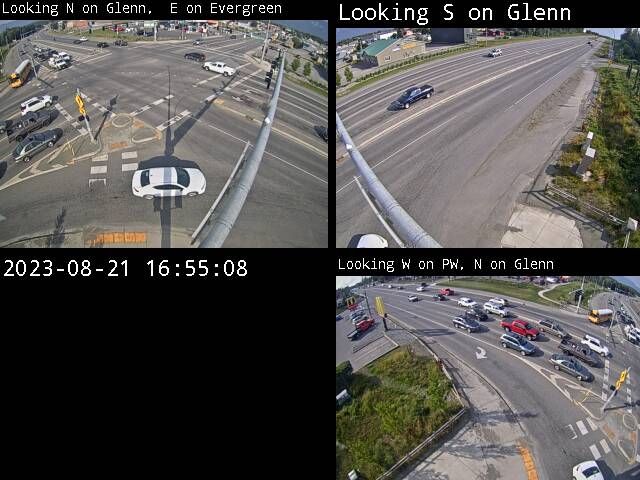 Looking N on Glenn,  E on Evergreen
Looking S on Glenn
2023-08-21 16:55:08
Looking W on PW, N on Glenn